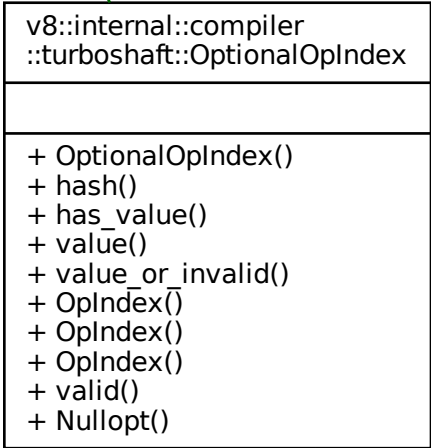 v8::internal::compiler
::turboshaft::OptionalOpIndex
+ OptionalOpIndex()
+ hash()
+ has_value()
+ value()
+ value_or_invalid()
+ OpIndex()
+ OpIndex()
+ OpIndex()
+ valid()
+ Nullopt()